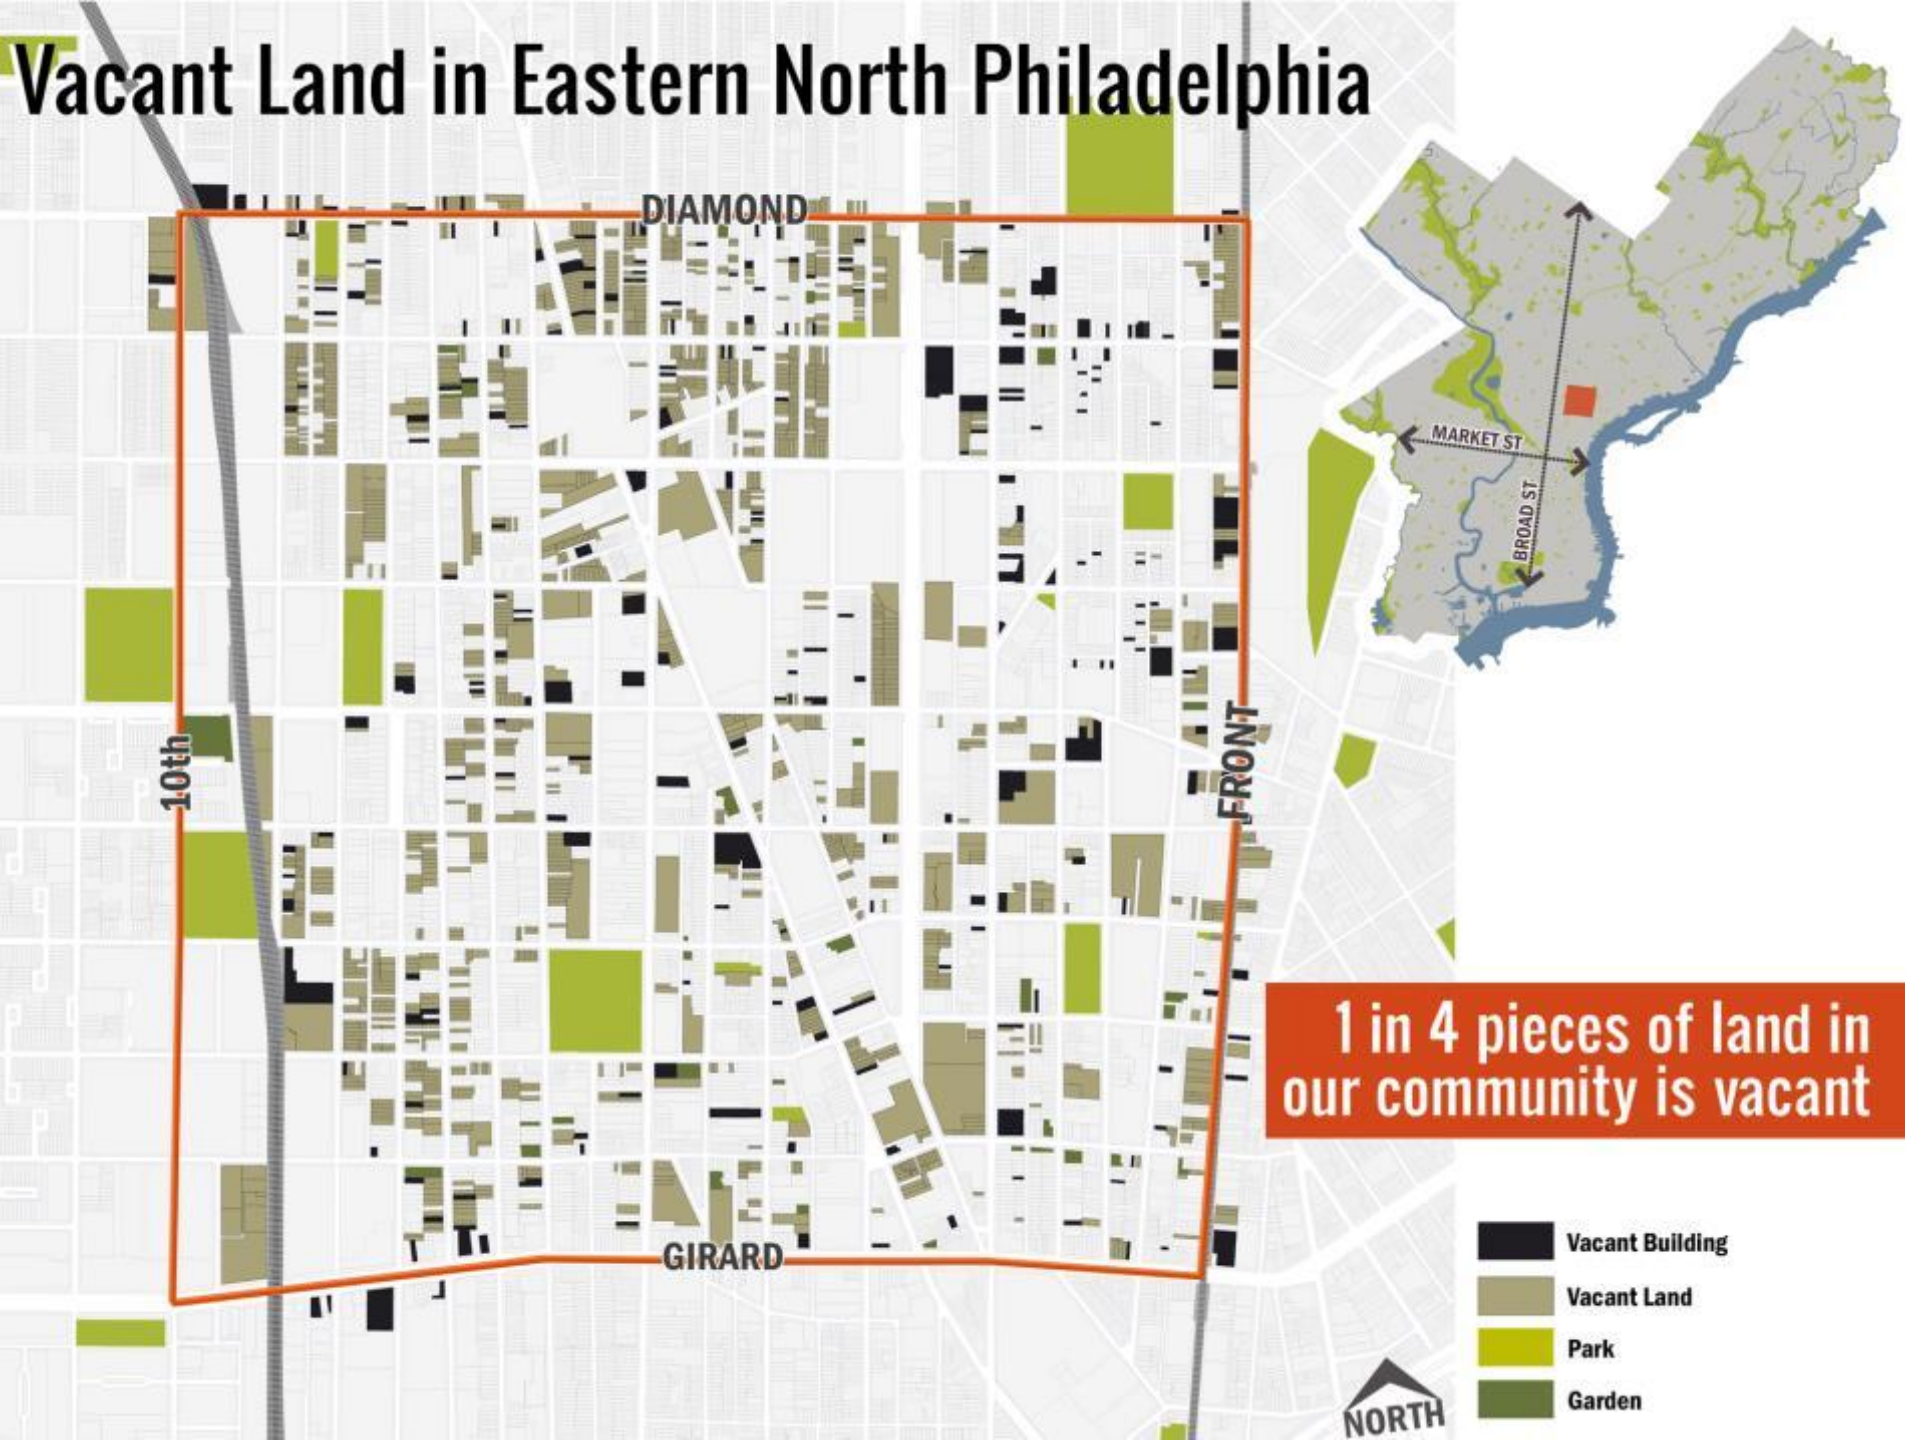 Vacant Land in Eastern North Philadelphia
DIAMOND
MARKET ST
BROAD ST
10th
FRONT
1 in 4 pieces of land in
our community is vacant
GIRARD
Vacant Building
Vacant Land
Park
Garden
NORTH